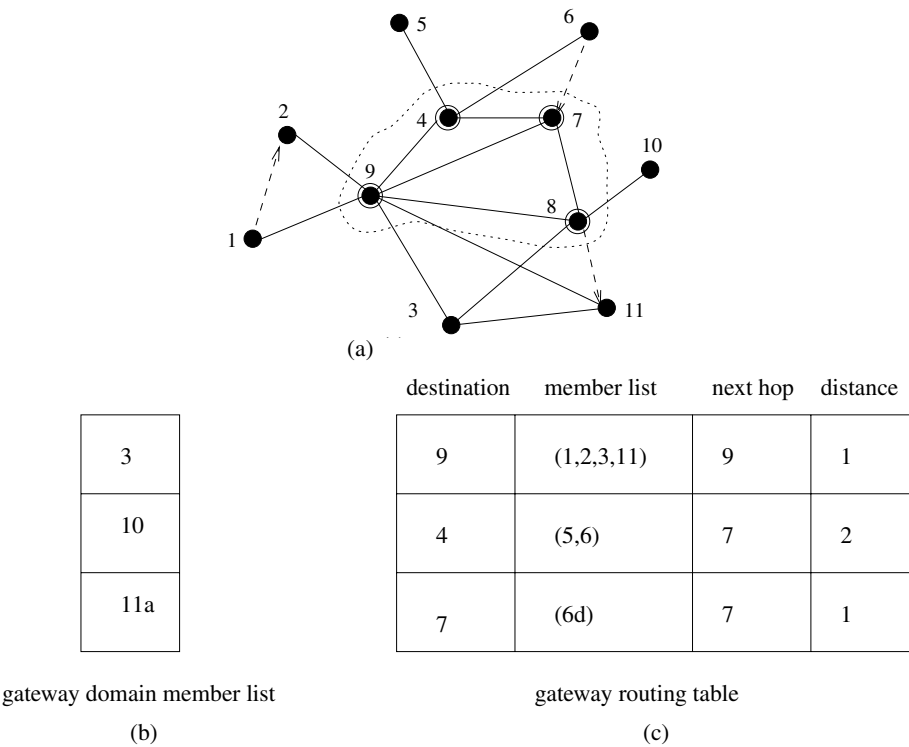 5
6
4
7
2
10
9
8
1
3
11
(a)
destination member list next hop distance
3
9 (1,2,3,11) 9 1
10
4 (5,6) 7 2
11a
7 (6d) 7 1
gateway domain member list
gateway routing table
(b)
(c)